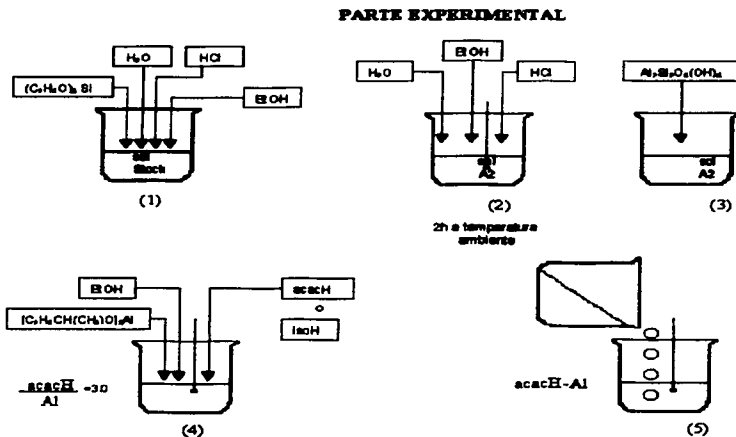 PARTE EXPERIMENTAL
H₂O
HCl
(C₂H₅O)₄ Si
EtOH
sol
Stock
(1)
EtOH
H₂O
HCl
sol
A2
(2)
2h a temperatura
ambiente
Al₂Si₂O₅(OH)₄
sol
A2
(3)
EtOH
acacH
o
IsoH
[C₂H₅CH(CH₃)O]₃Al
acacH
Al
=3.0
(4)
acacH-Al
(5)